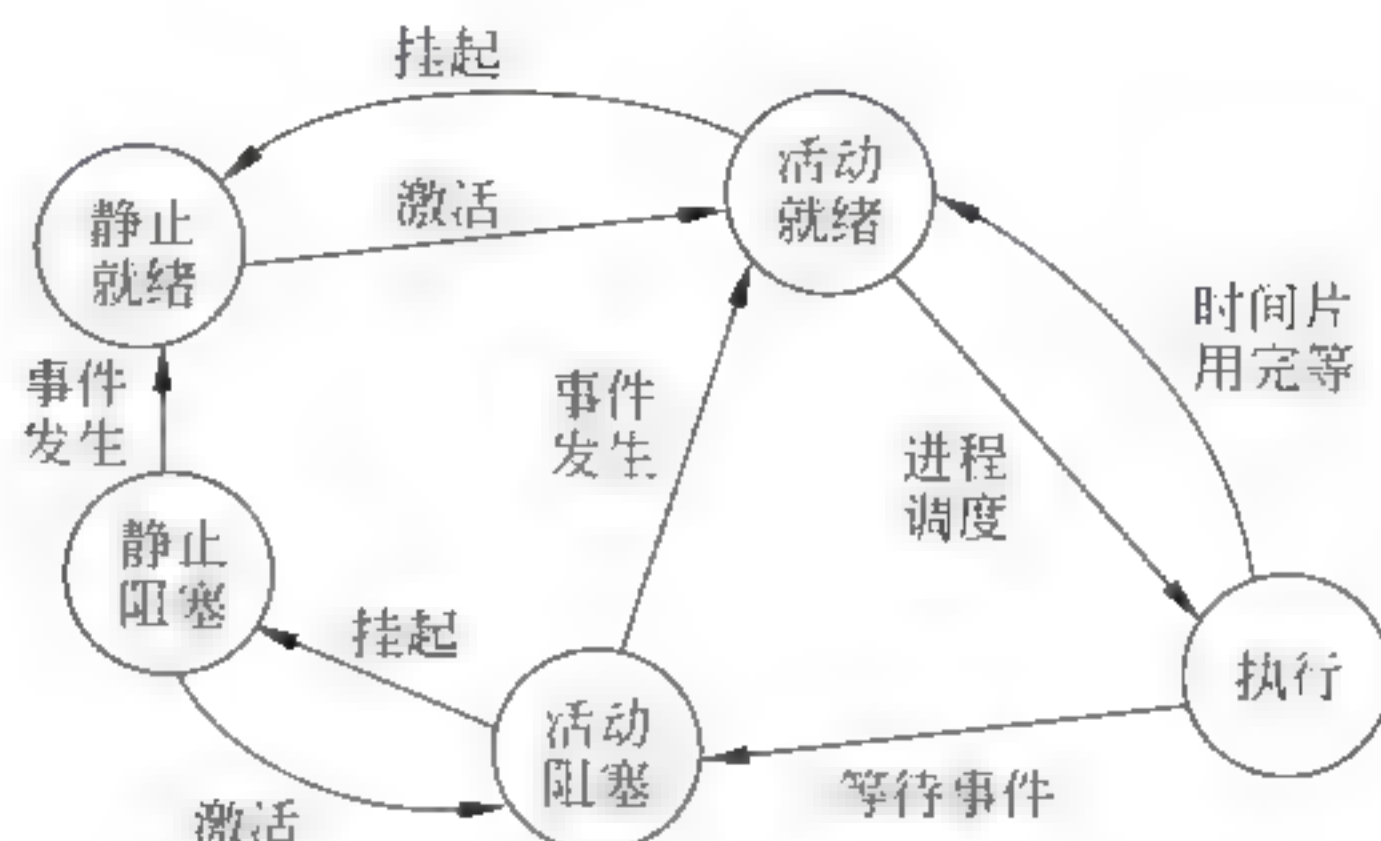 挂起
活动
就绪
激活
静止
就绪
时间片
用完等
事件
发生
事件
发生
进程
调度
静止
阻塞
挂起
执行
活动
阻塞
等待事件
激活